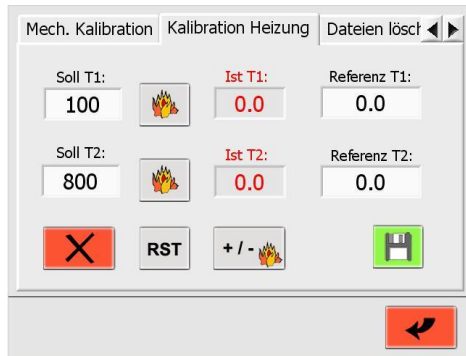 Mech. Kalibration Kalibration Heizung Dateien lösch
Soll T1: Ist T1: Referenz T1:
100 0.0 0.0
Soll T2: Ist T2: Referenz T2:
800 0.0 0.0
RST + / -